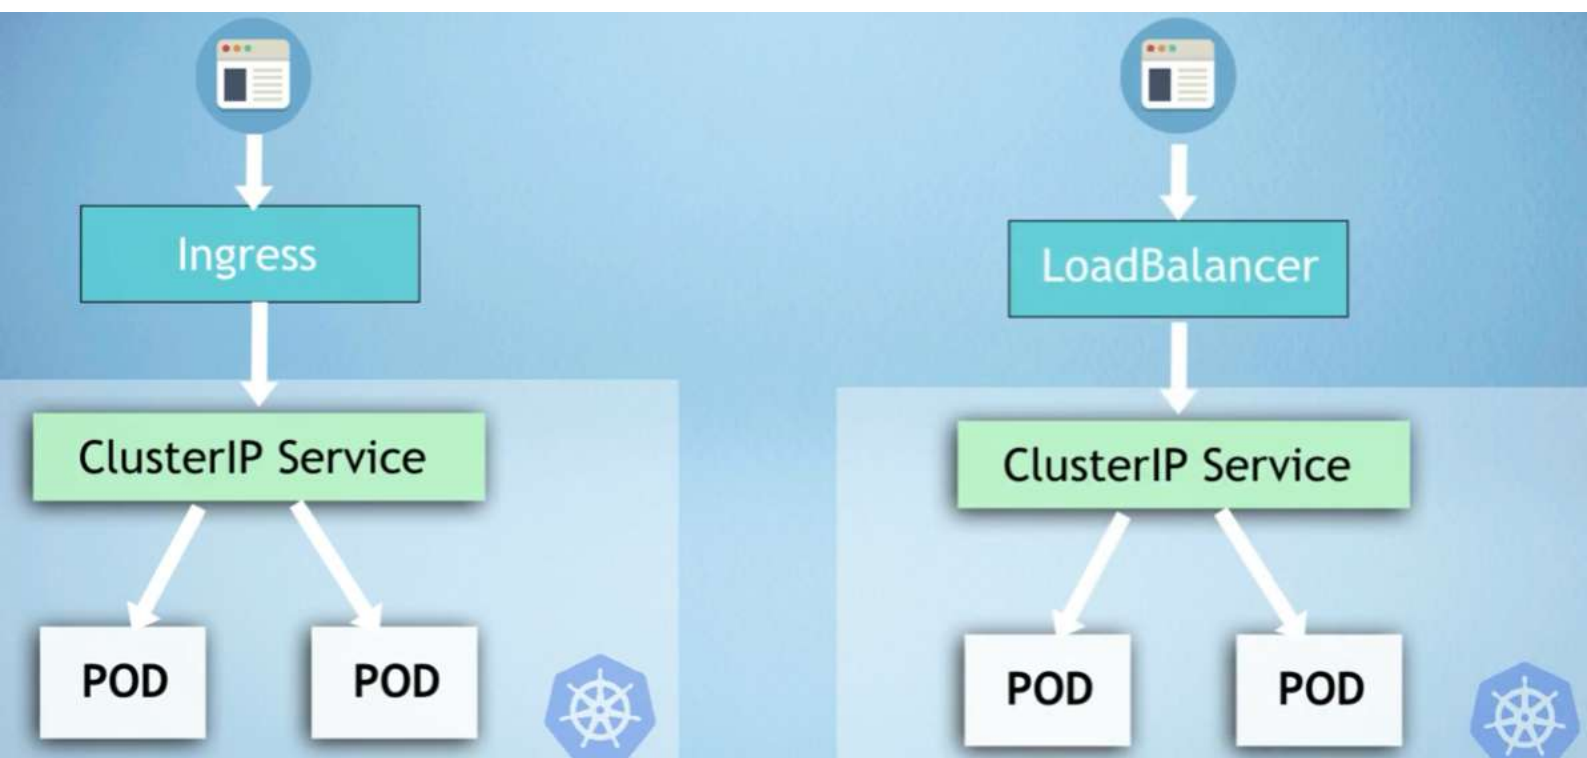 Ingress
ClusterIP Service
POD
POD
LoadBalancer
ClusterIP Service
POD
POD